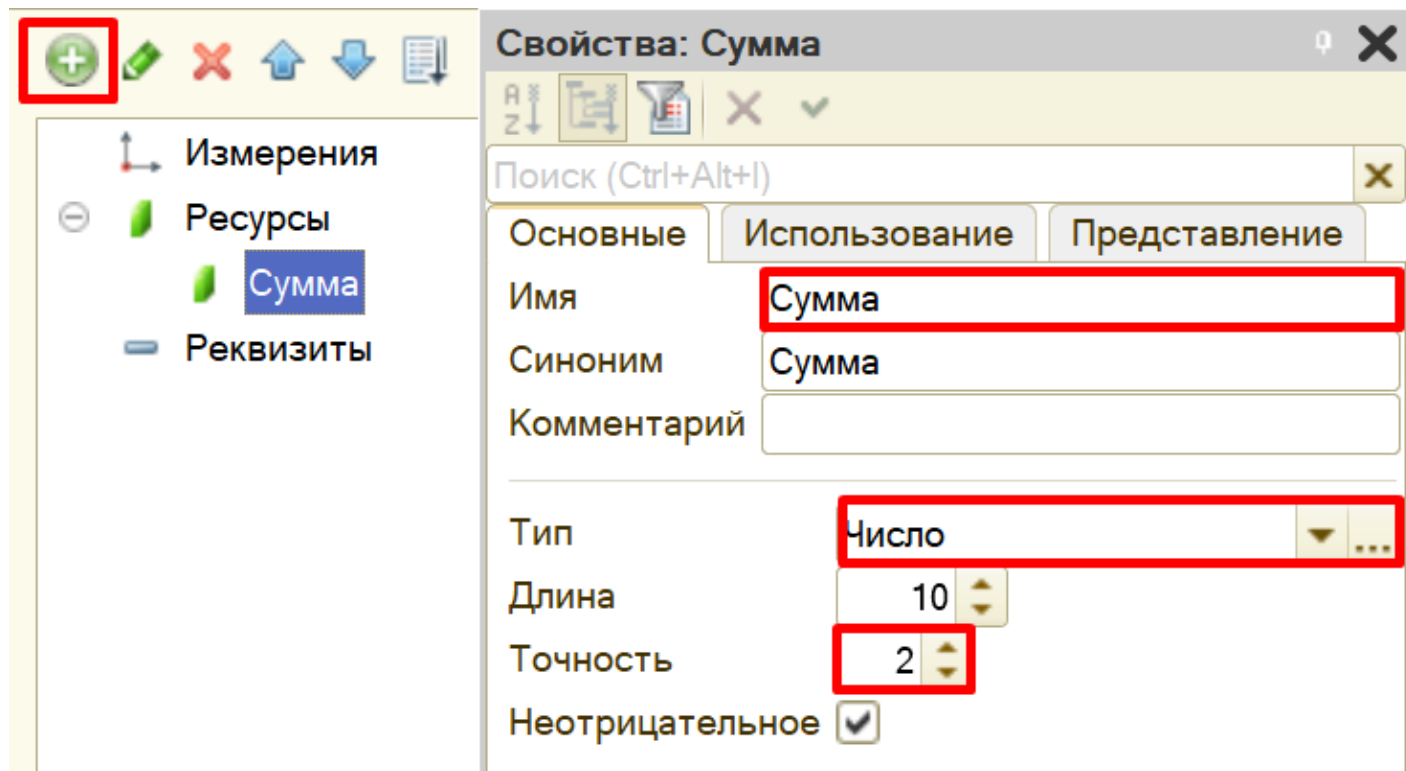 Свойства: Сумма
Поиск (Ctrl+Alt+I)
Основные Использование Представление
Измерения
Ресурсы
Сумма
Реквизиты
Имя Сумма
Синоним Сумма
Комментарий
Тип Число ...
Длина 10
Точность 2
Неотрицательное